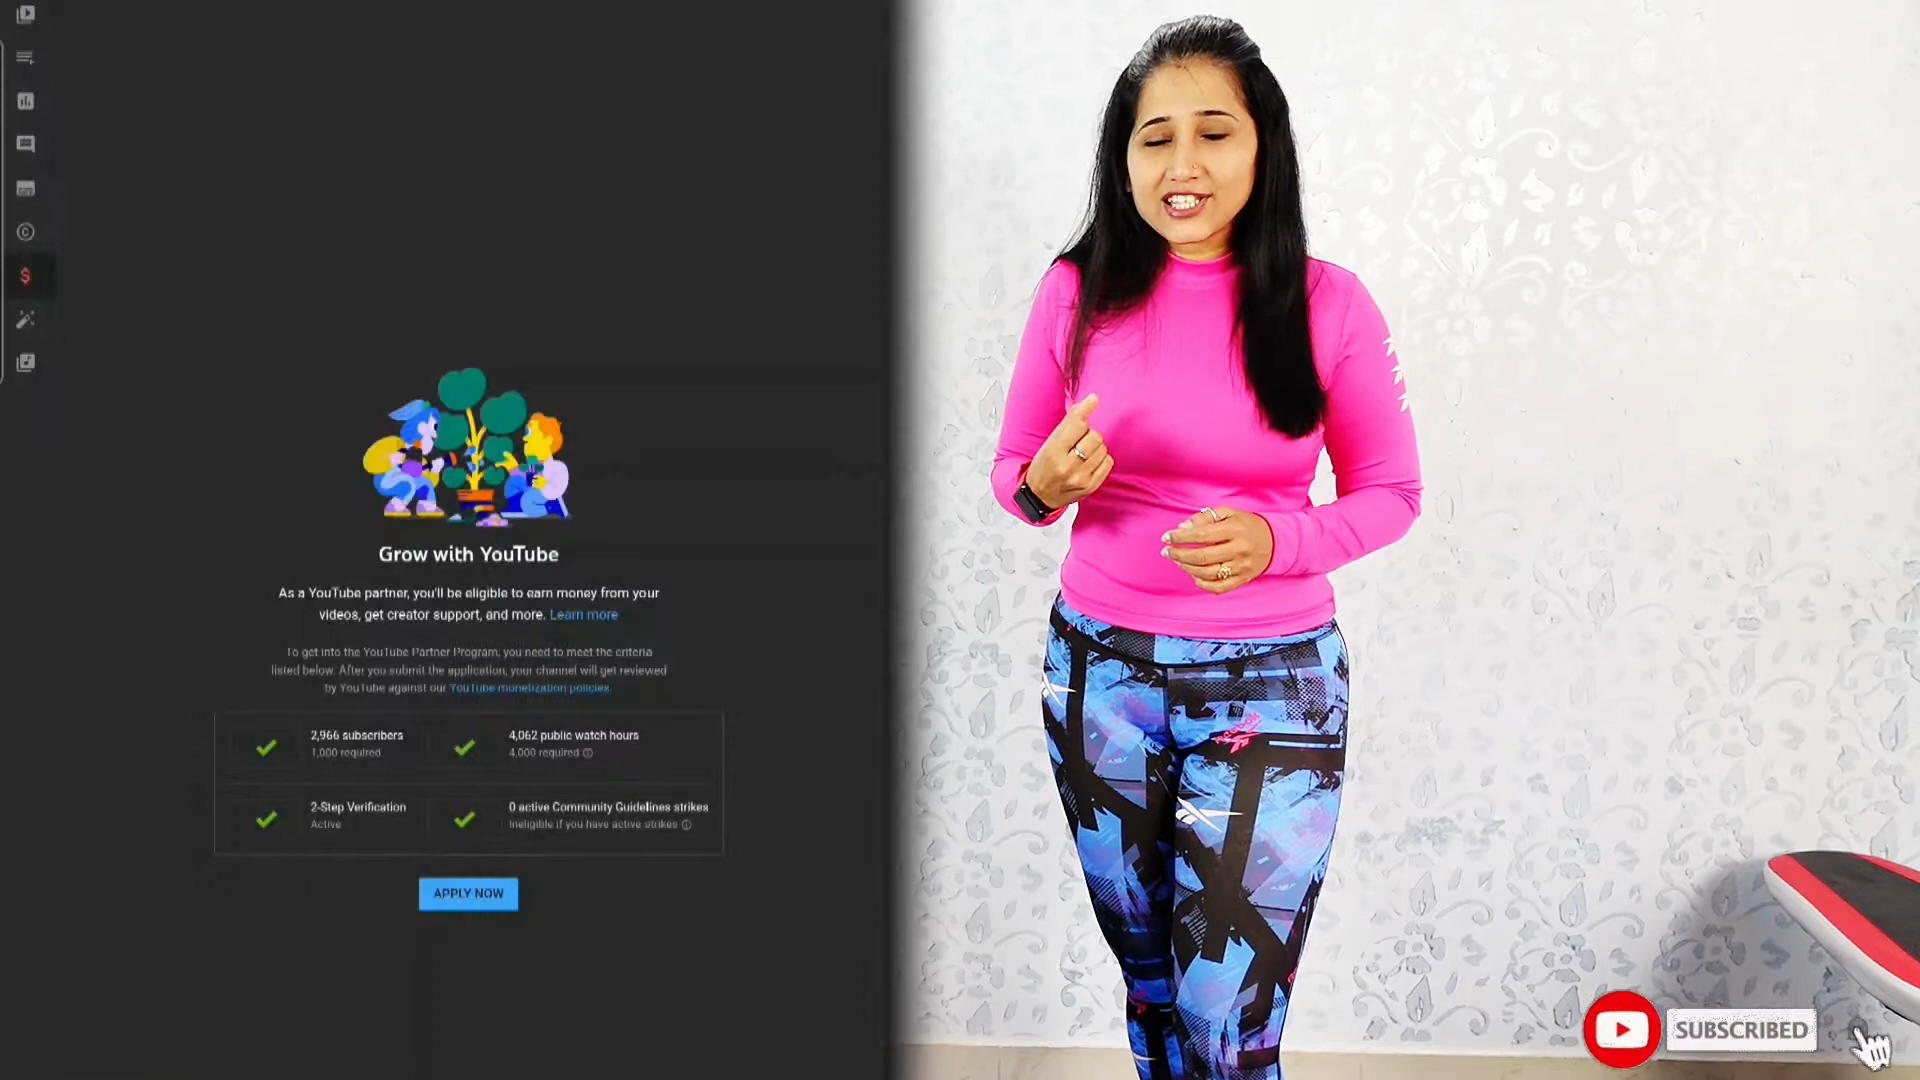 Grow with YouTube
As a YouTube partner, you'll be eligible to earn money from your
videos, get creator support, and more. Learn more
To get into the YouTube Partner Program, you need to meet the criteria
listed below. After you submit the application, your channel will get reviewed
by YouTube against our YouTube monetization policies.
2,966 subscribers
1,000 required
4,062 public watch hours
4,000 required
2-Step Verification
Active
0 active Community Guidelines strikes
Ineligible if you have active strikes
APPLY NOW
Reebok
SUBSCRIBED